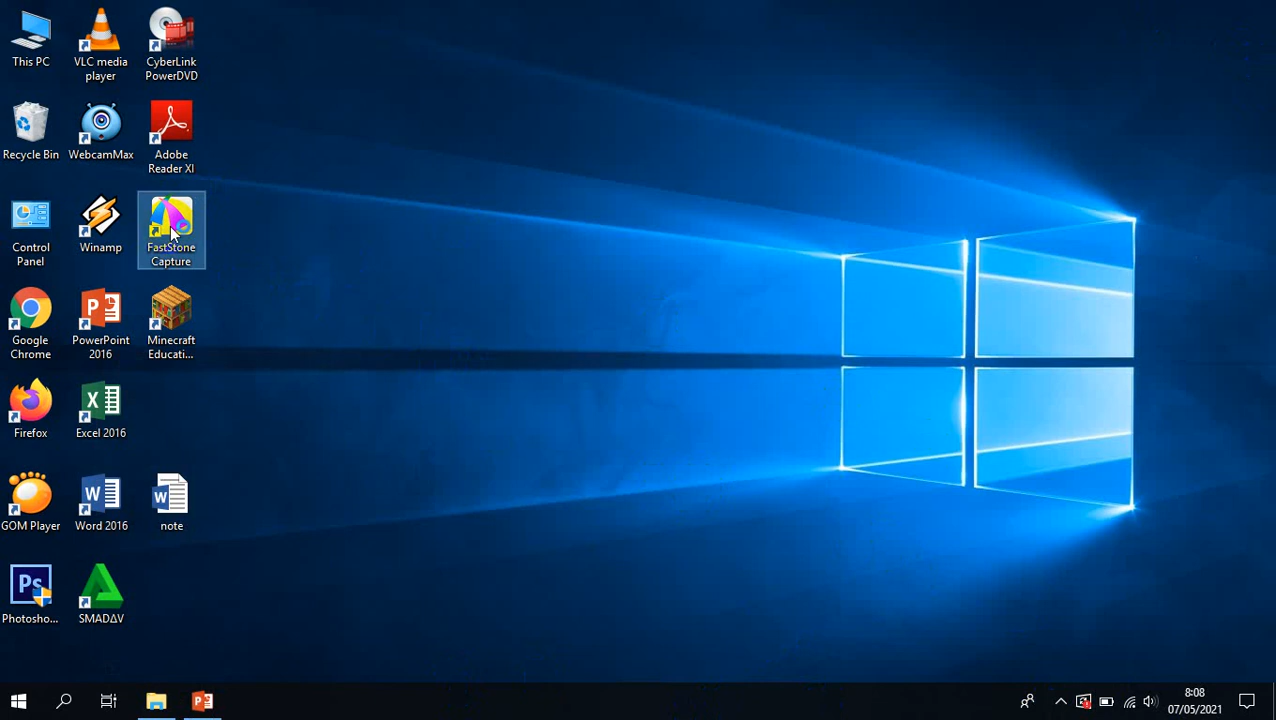 This PC
VLC media
player
CyberLink
PowerDVD
Recycle Bin
WebcamMax
Adobe
Reader XI
Control
Panel
Winamp
FastStone
Capture
Google
Chrome
PowerPoint
2016
Minecraft
Educati...
Firefox
Excel 2016
GOM Player
Word 2016
note
Photosho...
SMADΔV
8:08
07/05/2021